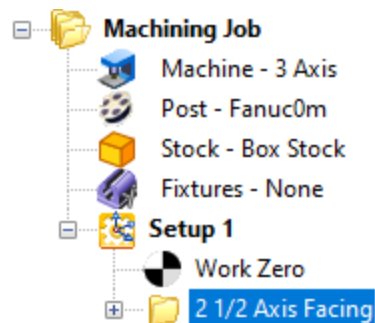 Machining Job
Machine - 3 Axis
Post - Fanuc0m
Stock - Box Stock
Fixtures - None
Setup 1
Work Zero
2 1/2 Axis Facing